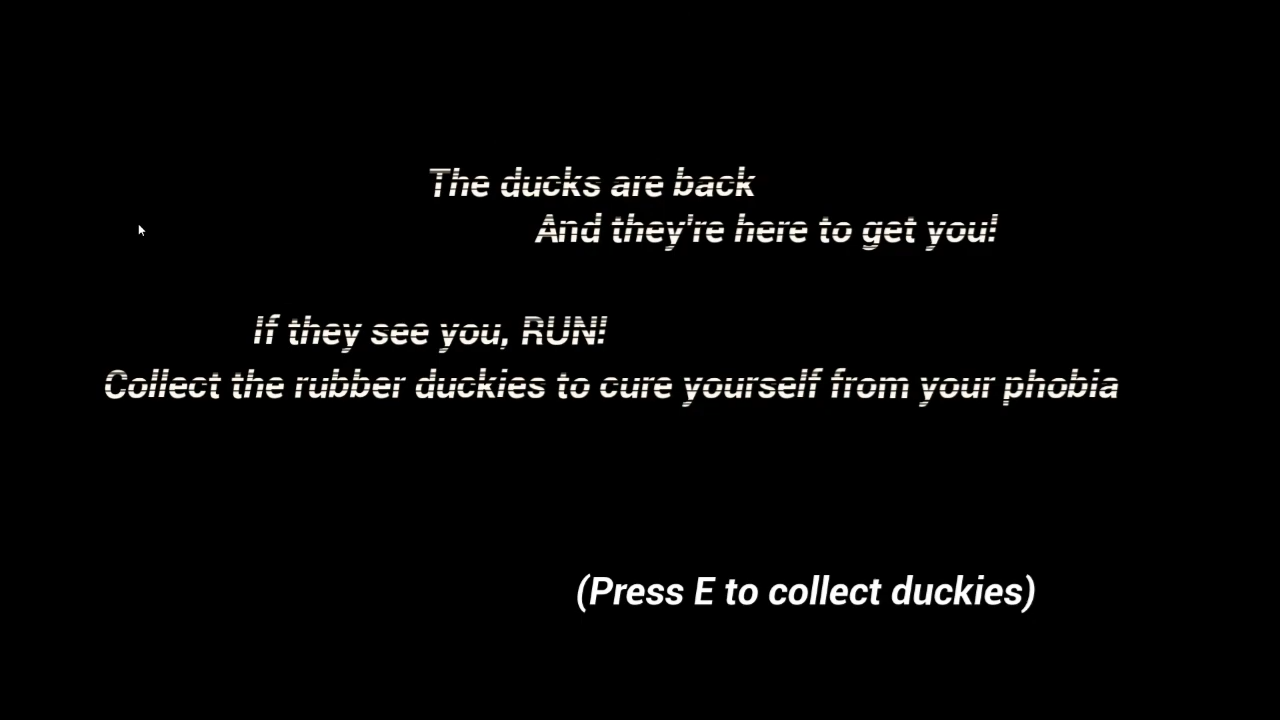 The ducks are back
And they're here to get you!
If they see you, RUN!
Collect the rubber duckies to cure yourself from your phobia
(Press E to collect duckies)